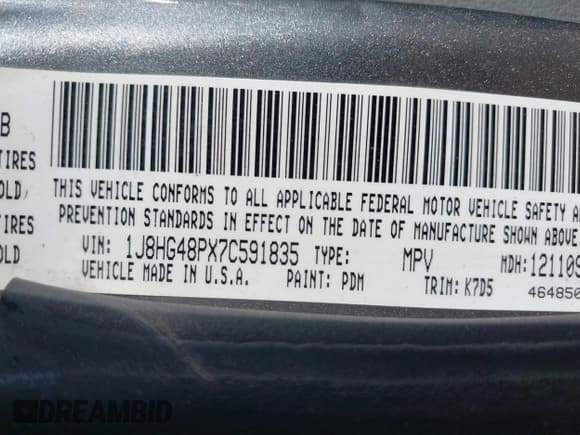 B
TIRES
OLD
TIRES
OLD
THIS VEHICLE CONFORMS TO ALL APPLICABLE FEDERAL MOTOR VEHICLE SAFETY A
PREVENTION STANDARDS IN EFFECT ON THE DATE OF MANUFACTURE SHOWN ABOVE
VIN: 1J8HG48PX7C591835 TYPE: MPV MDH:121109
VEHICLE MADE IN U.S.A. PAINT: PDM TRIM: K7D5
464850
DREAMBID